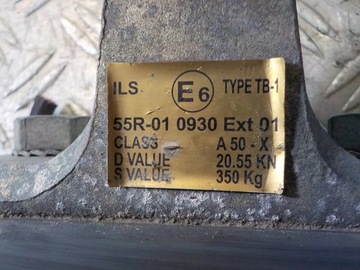 ILS E6 TYPE TB-1
55R-01 0930 Ext 01
CLASS A 50 - X
D VALUE 20.55 KN
S VALUE 350 Kg